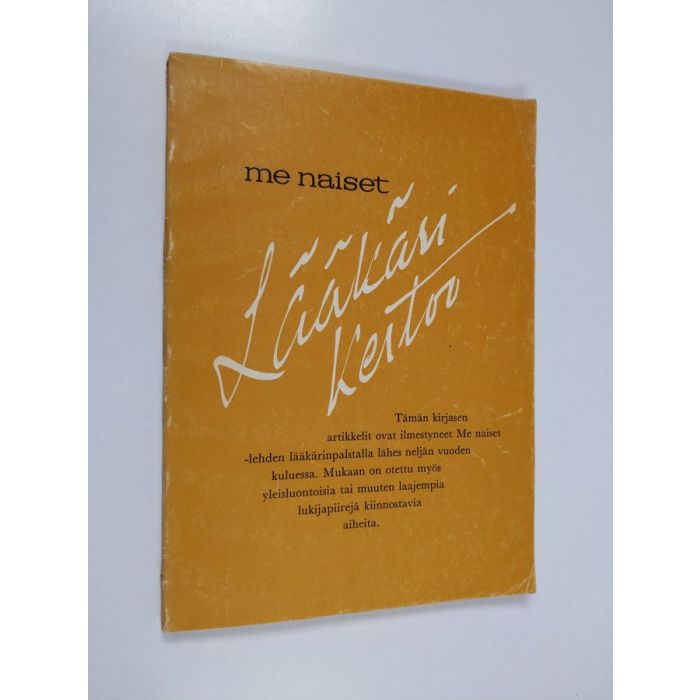 me naiset
Lääkäri
kertoo
Tämän kirjasen
artikkelit ovat ilmestyneet Me naiset
-lehden lääkärinpalstalla lähes neljän vuoden
kuluessa. Mukaan on otettu myös
yleisluontoisia tai muuten laajempia
lukijapiirejä kiinnostavia
aiheita.